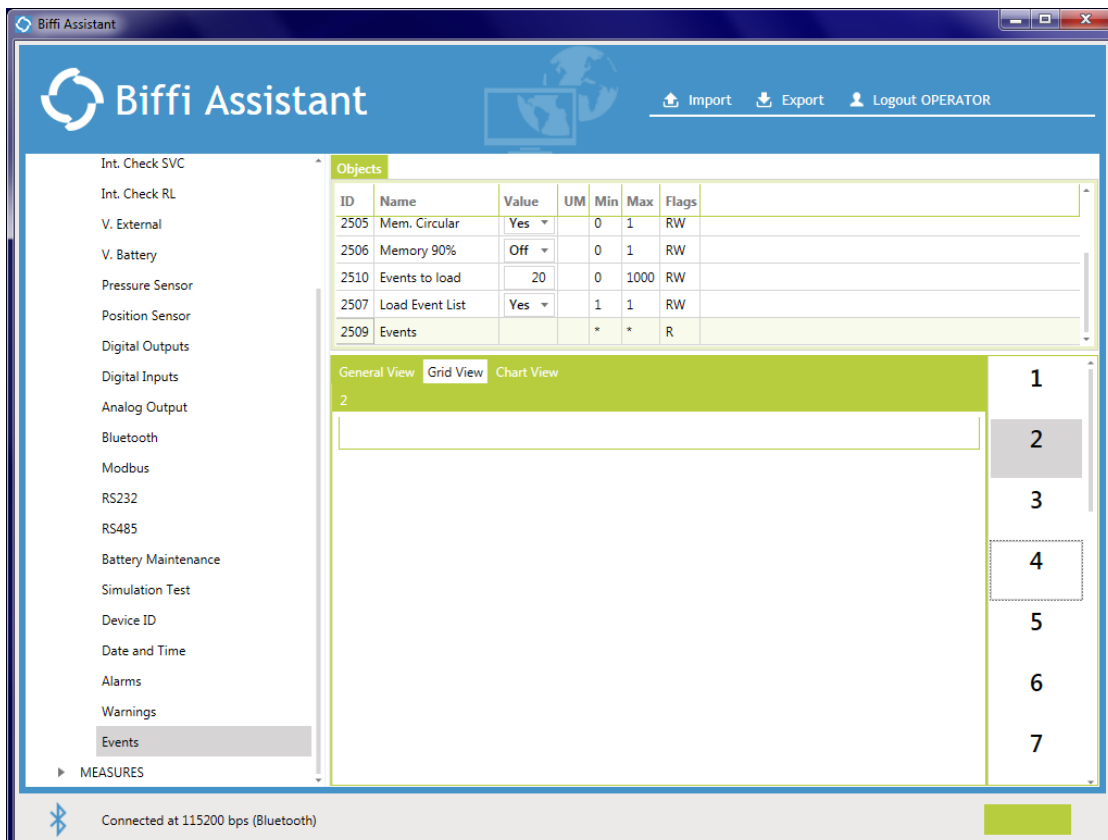 Biffi Assistant
Biffi Assistant
Import Export Logout OPERATOR
Int. Check SVC
Int. Check RL
V. External
V. Battery
Pressure Sensor
Position Sensor
Digital Outputs
Digital Inputs
Analog Output
Bluetooth
Modbus
RS232
RS485
Battery Maintenance
Simulation Test
Device ID
Date and Time
Alarms
Warnings
Events
MEASURES
Objects
ID Name Value UM Min Max Flags
2505 Mem. Circular Yes 0 1 RW
2506 Memory 90% Off 0 1 RW
2510 Events to load 20 0 1000 RW
2507 Load Event List Yes 1 1 RW
2509 Events * * R
General View Grid View Chart View
2
1
2
3
4
5
6
7
Connected at 115200 bps (Bluetooth)